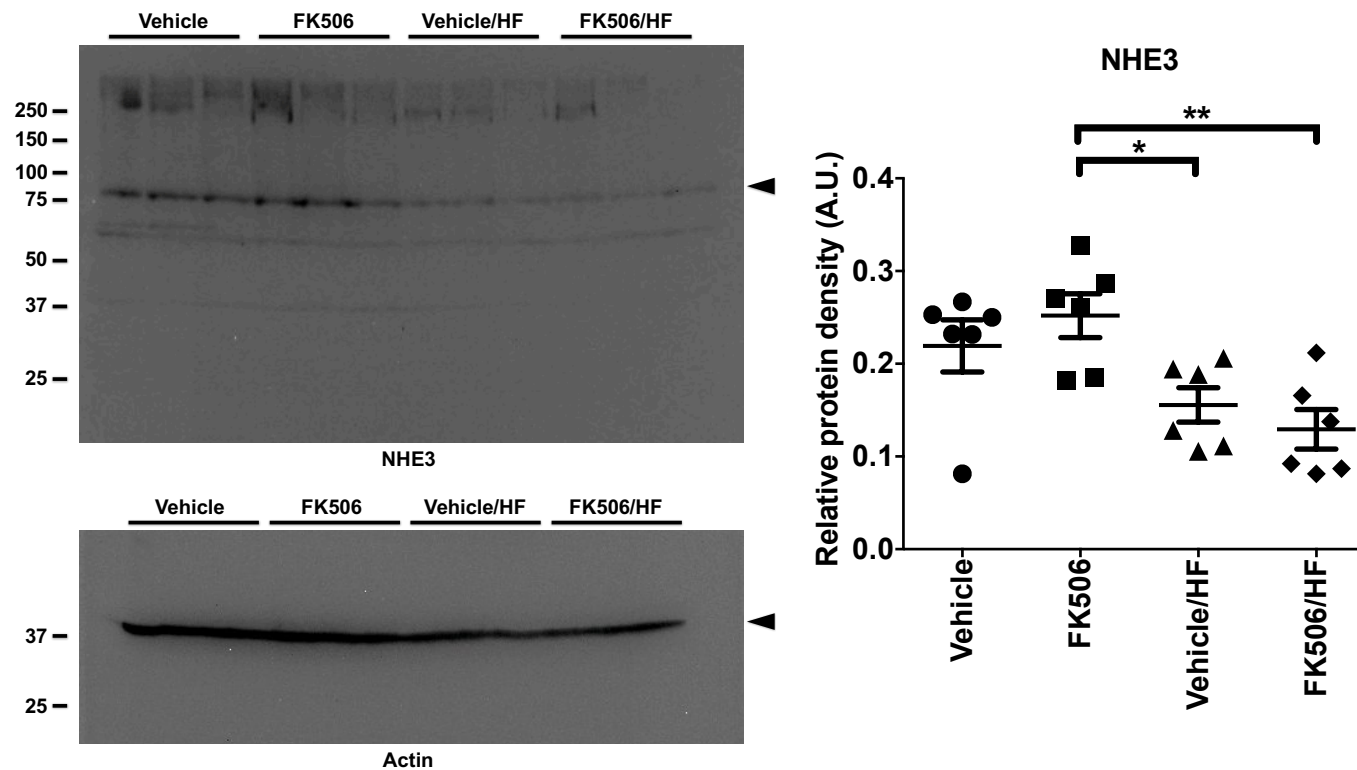 Vehicle FK506 Vehicle/HF FK506/HF
250
150
100
75
50
37
25
NHE3
Vehicle FK506 Vehicle/HF FK506/HF
37
25
Actin
NHE3
**
*
Relative protein density (A.U.)
0.4
0.3
0.2
0.1
0.0
Vehicle
FK506
Vehicle/HF
FK506/HF